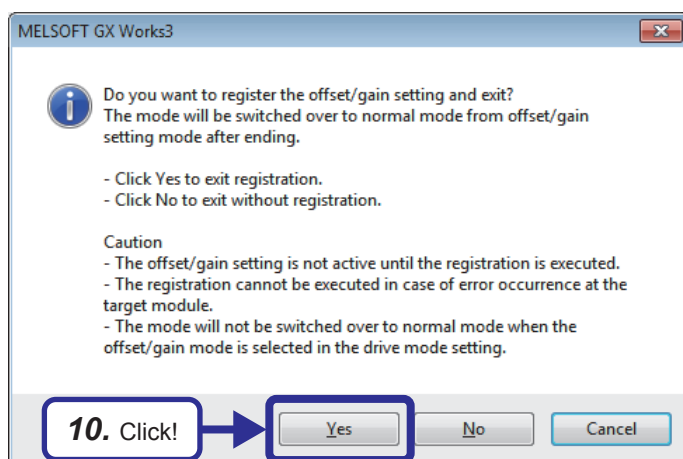 MELSOFT GX Works3
Do you want to register the offset/gain setting and exit?
The mode will be switched over to normal mode from offset/gain
setting mode after ending.
- Click Yes to exit registration.
- Click No to exit without registration.
Caution
- The offset/gain setting is not active until the registration is executed.
- The registration cannot be executed in case of error occurrence at the
target module.
- The mode will not be switched over to normal mode when the
offset/gain mode is selected in the drive mode setting.
10. Click!
Yes
No
Cancel